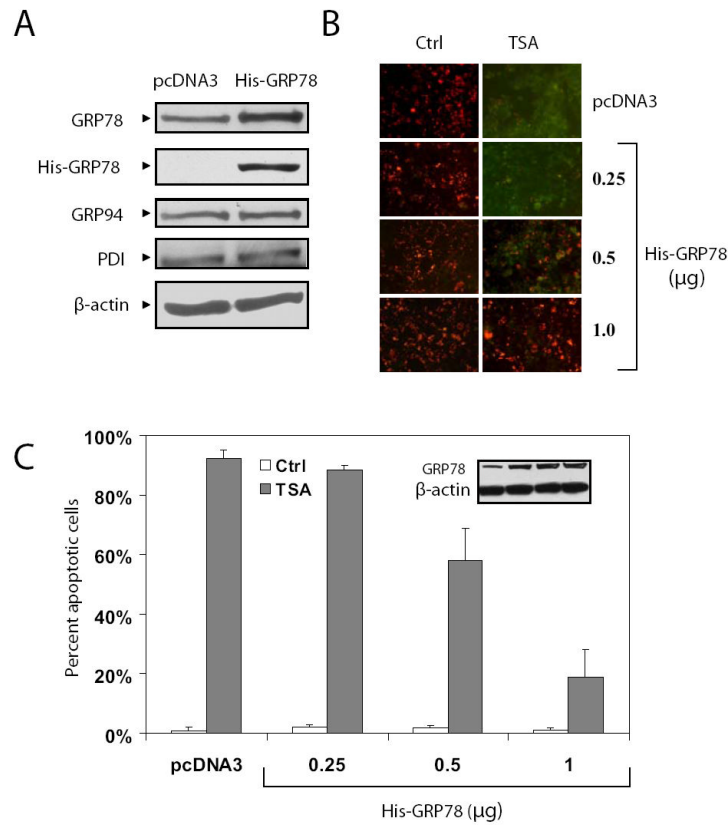 A
pcDNA3 His-GRP78
GRP78
His-GRP78
GRP94
PDI
β-actin
B
Ctrl TSA
pcDNA3
0.25
0.5
1.0
His-GRP78
(μg)
C
Percent apoptotic cells
100%
80%
60%
40%
20%
0%
Ctrl
TSA
GRP78
β-actin
pcDNA3 0.25 0.5 1
His-GRP78 (μg)